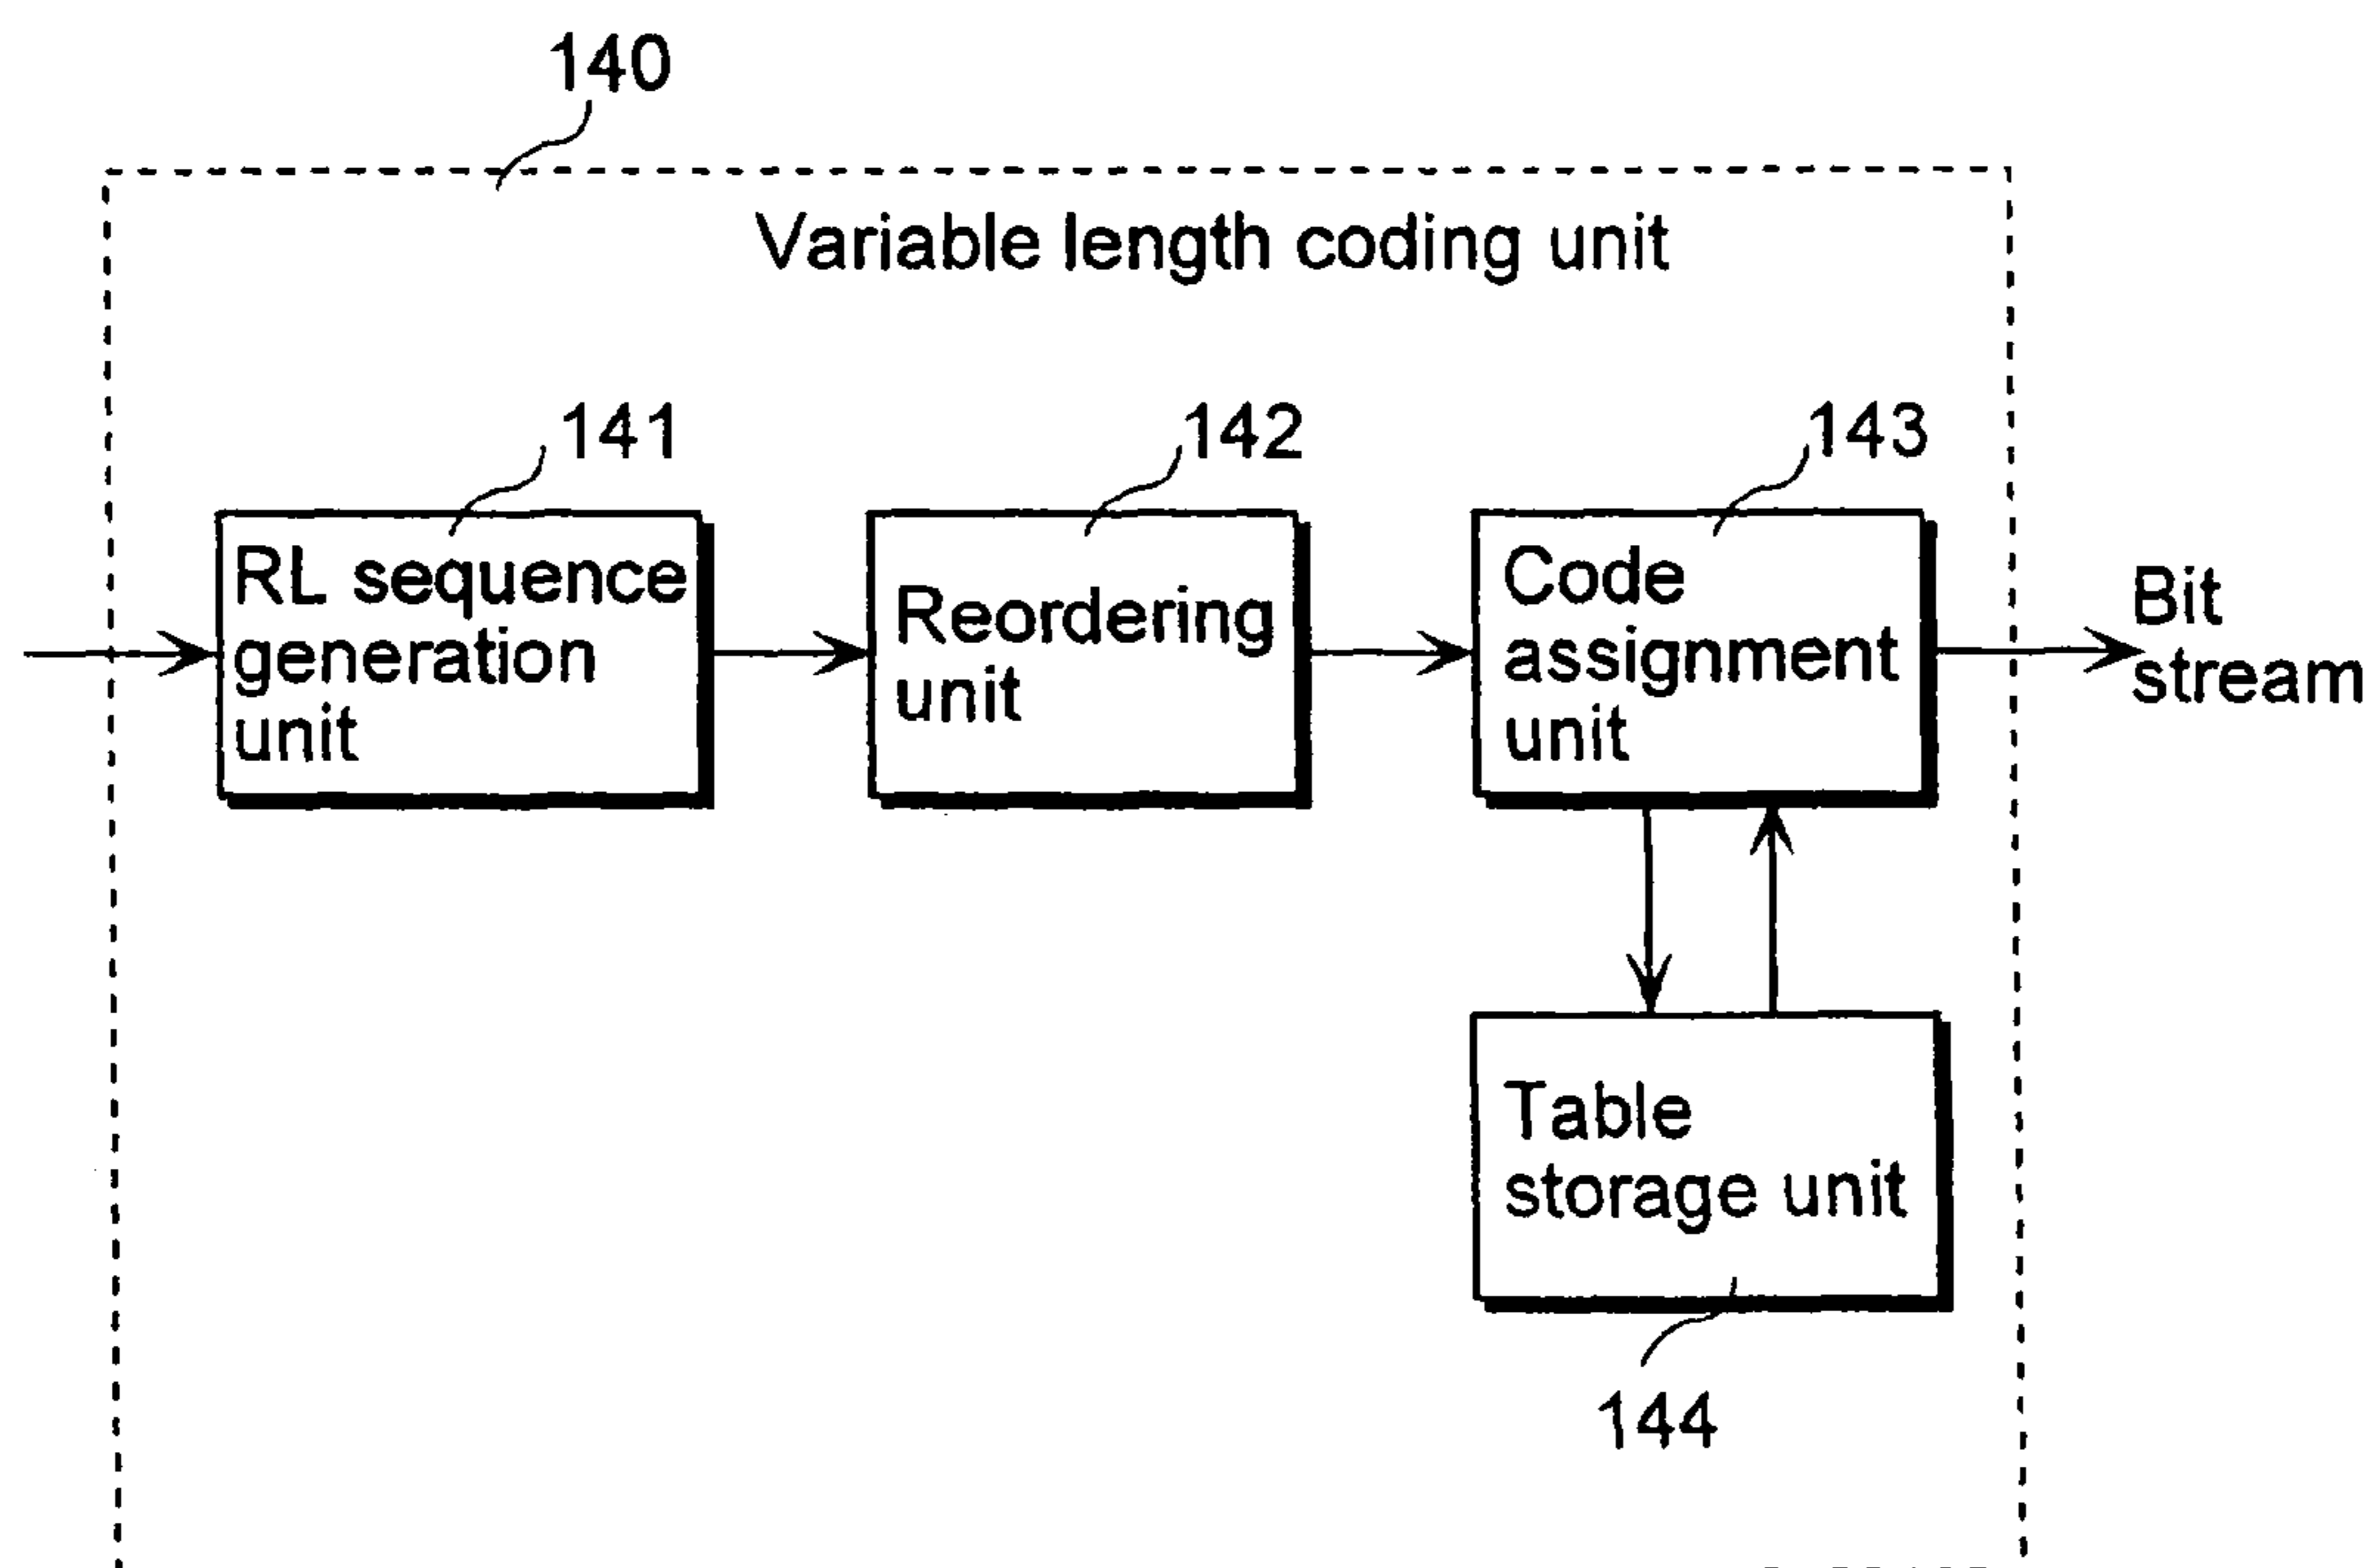 140
Variable length coding unit
141
142
143
RL sequence
generation
unit
Reordering
unit
Code
assignment
unit
Bit
stream
Table
storage unit
144